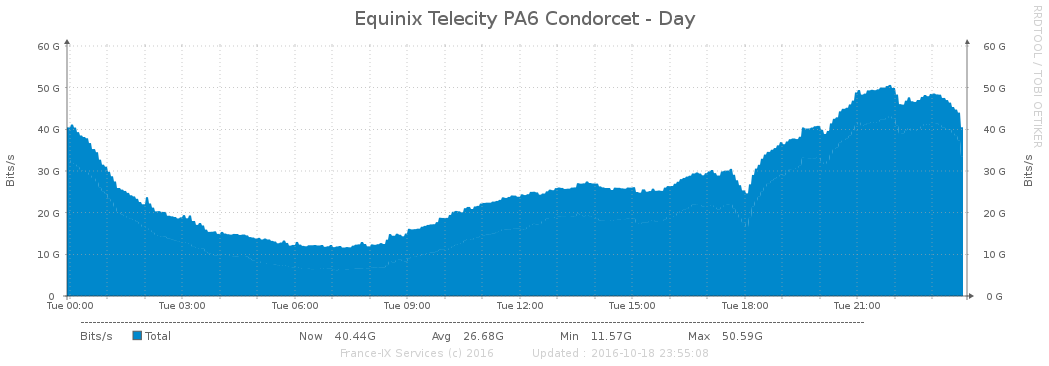 Equinix Telecity PA6 Condorcet - Day
RRDTOOL / TOBI OETIKER
Bits/s
60 G
50 G
40 G
30 G
20 G
10 G
0
60 G
50 G
40 G
30 G
20 G
10 G
0 G
Bits/s
Tue 00:00 Tue 03:00 Tue 06:00 Tue 09:00 Tue 12:00 Tue 15:00 Tue 18:00 Tue 21:00
Bits/s Total Now 40.44G Avg 26.68G Min 11.57G Max 50.59G
France-IX Services (c) 2016 Updated : 2016-10-18 23:55:08